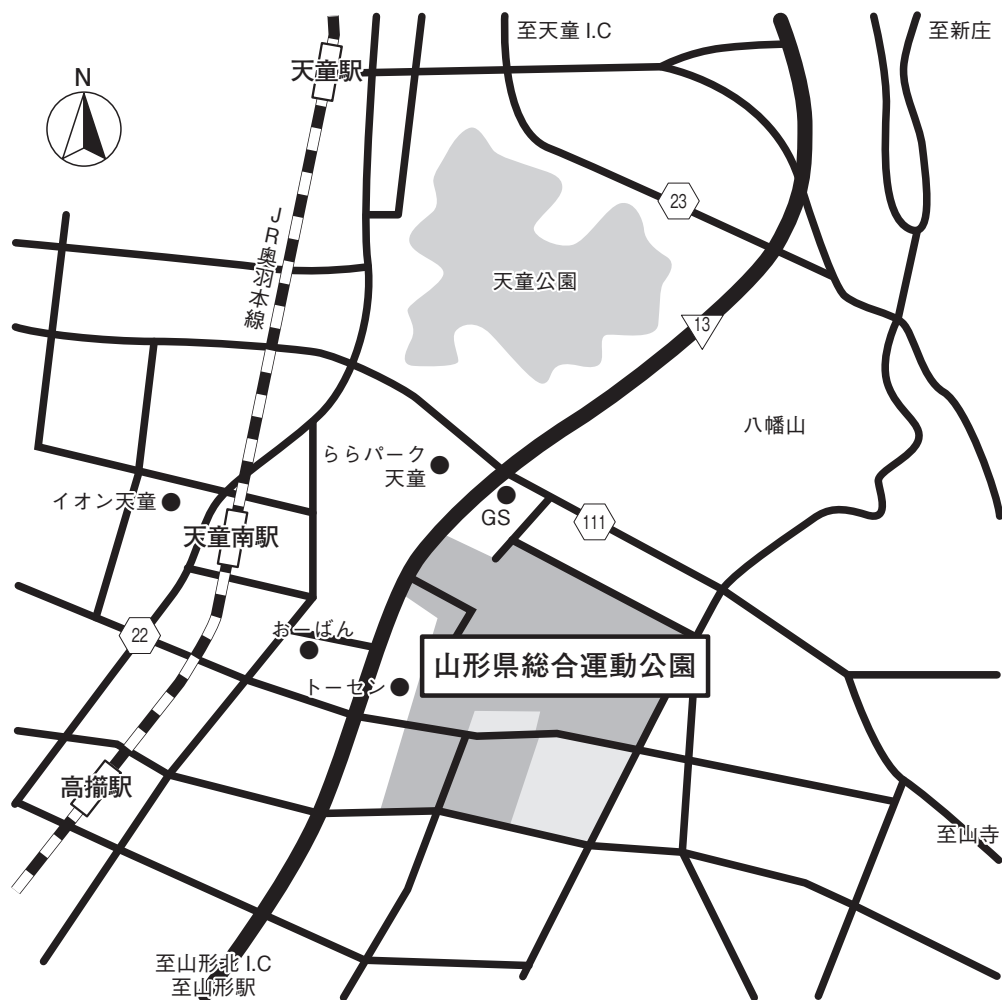 至天童 I.C
至新庄
天童駅
N
23
JR奥羽本線
天童公園
13
八幡山
ららパーク
天童
イオン天童
GS
111
天童南駅
22
おーばん
山形県総合運動公園
トーセン
高擶駅
至山寺
至山形北 I.C
至山形駅